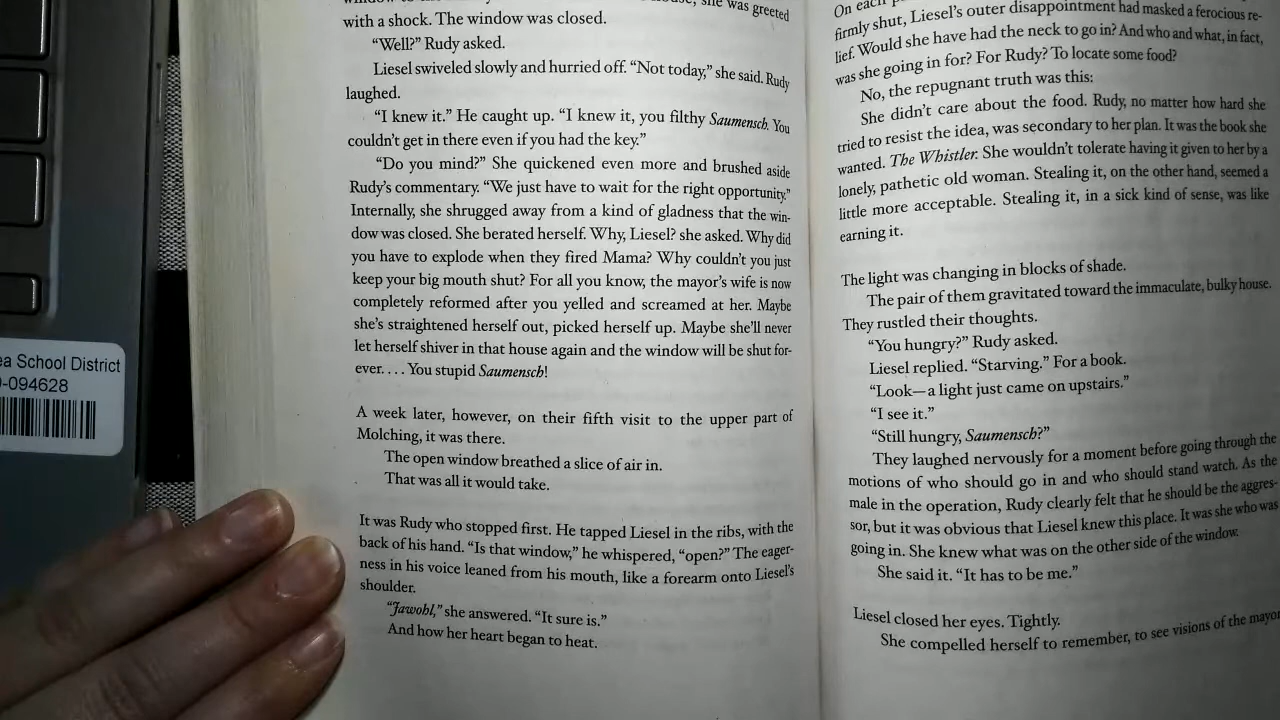 ea School District
-094628
she was greeted
with a shock. The window was closed.
“Well?” Rudy asked.
Liesel swiveled slowly and hurried off. “Not today,” she said. Rudy
laughed.
“I knew it.” He caught up. “I knew it, you filthy Saumensch. You
couldn’t get in there even if you had the key.”
“Do you mind?” She quickened even more and brushed aside
Rudy’s commentary. “We just have to wait for the right opportunity.”
Internally, she shrugged away from a kind of gladness that the win-
dow was closed. She berated herself. Why, Liesel? she asked. Why did
you have to explode when they fired Mama? Why couldn’t you just
keep your big mouth shut? For all you know, the mayor’s wife is now
completely reformed after you yelled and screamed at her. Maybe
she’s straightened herself out, picked herself up. Maybe she’ll never
let herself shiver in that house again and the window will be shut for-
ever. . . . You stupid Saumensch!
A week later, however, on their fifth visit to the upper part of
Molching, it was there.
The open window breathed a slice of air in.
That was all it would take.
It was Rudy who stopped first. He tapped Liesel in the ribs, with the
back of his hand. “Is that window,” he whispered, “open?” The eager-
ness in his voice leaned from his mouth, like a forearm onto Liesel’s
shoulder.
“Jawohl,” she answered. “It sure is.”
And how her heart began to heat.
On each
firmly shut, Liesel’s outer disappointment had masked a ferocious re-
lief. Would she have had the neck to go in? And who and what, in fact,
was she going in for? For Rudy? To locate some food?
No, the repugnant truth was this:
She didn’t care about the food. Rudy, no matter how hard she
tried to resist the idea, was secondary to her plan. It was the book she
wanted. The Whistler. She wouldn’t tolerate having it given to her by a
lonely, pathetic old woman. Stealing it, on the other hand, seemed a
little more acceptable. Stealing it, in a sick kind of sense, was like
earning it.
The light was changing in blocks of shade.
The pair of them gravitated toward the immaculate, bulky house.
They rustled their thoughts.
“You hungry?” Rudy asked.
Liesel replied. “Starving.” For a book.
“Look—a light just came on upstairs.”
“I see it.”
“Still hungry, Saumensch?”
They laughed nervously for a moment before going through the
motions of who should go in and who should stand watch. As the
male in the operation, Rudy clearly felt that he should be the aggres-
sor, but it was obvious that Liesel knew this place. It was she who was
going in. She knew what was on the other side of the window.
She said it. “It has to be me.”
Liesel closed her eyes. Tightly.
She compelled herself to remember, to see visions of the mayor